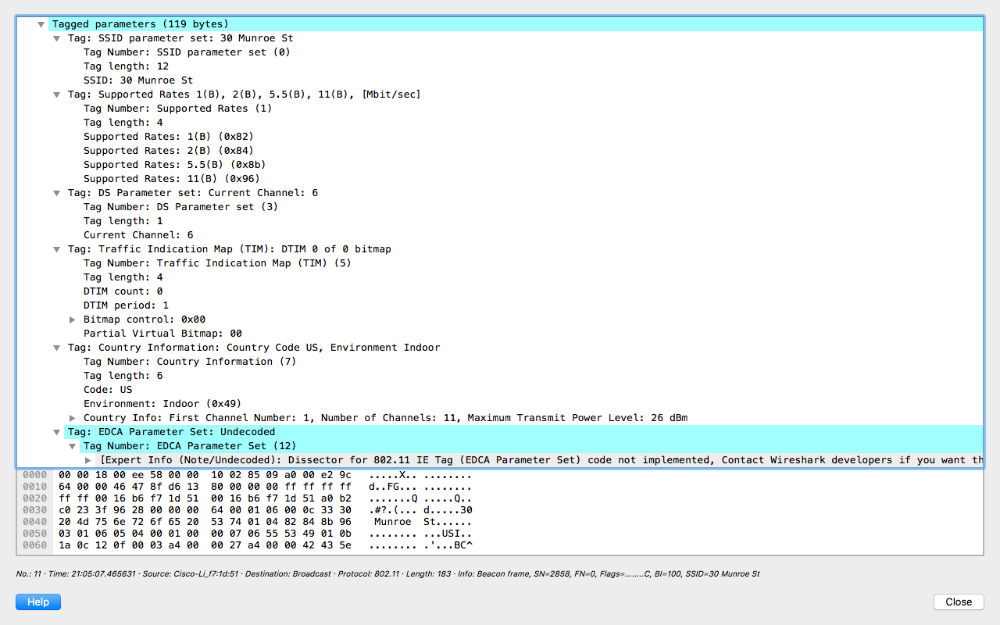 Tagged parameters (119 bytes)
Tag: SSID parameter set: 30 Munroe St
Tag Number: SSID parameter set (0)
Tag length: 12
SSID: 30 Munroe St
Tag: Supported Rates 1(B), 2(B), 5.5(B), 11(B), [Mbit/sec]
Tag Number: Supported Rates (1)
Tag length: 4
Supported Rates: 1(B) (0x82)
Supported Rates: 2(B) (0x84)
Supported Rates: 5.5(B) (0x8b)
Supported Rates: 11(B) (0x96)
Tag: DS Parameter set: Current Channel: 6
Tag Number: DS Parameter set (3)
Tag length: 1
Current Channel: 6
Tag: Traffic Indication Map (TIM): DTIM 0 of 0 bitmap
Tag Number: Traffic Indication Map (TIM) (5)
Tag length: 4
DTIM count: 0
DTIM period: 1
Bitmap control: 0x00
Partial Virtual Bitmap: 00
Tag: Country Information: Country Code US, Environment Indoor
Tag Number: Country Information (7)
Tag length: 6
Code: US
Environment: Indoor (0x49)
Country Info: First Channel Number: 1, Number of Channels: 11, Maximum Transmit Power Level: 26 dBm
Tag: EDCA Parameter Set: Undecoded
Tag Number: EDCA Parameter Set (12)
[Expert Info (Note/Undecoded): Dissector for 802.11 IE Tag (EDCA Parameter Set) code not implemented, Contact Wireshark developers if you want th
0000 00 00 18 00 ee 58 00 00 10 02 85 09 a0 00 e2 9c .....X.. ........
0010 64 00 00 46 47 8f d6 13 80 00 00 00 ff ff ff ff d..FG... ........
0020 ff ff 00 16 b6 f7 1d 51 00 16 b6 f7 1d 51 a0 b2 .......Q .....Q..
0030 c0 23 3f 96 28 00 00 00 64 00 01 06 00 0c 33 30 .#?.(... d.....30
0040 20 4d 75 6e 72 6f 65 20 53 74 01 04 82 84 8b 96 Munroe St......
0050 03 01 06 05 04 00 01 00 00 07 06 55 53 49 01 0b ........ ...USI..
0060 1a 0c 12 0f 00 03 a4 00 00 27 a4 00 00 42 43 5e ........ .'...BC^
No.: 11 · Time: 21:05:07.465631 · Source: Cisco-Li_f7:1d:51 · Destination: Broadcast · Protocol: 802.11 · Length: 183 · Info: Beacon frame, SN=2858, FN=0, Flags=........C, BI=100, SSID=30 Munroe St
Help
Close